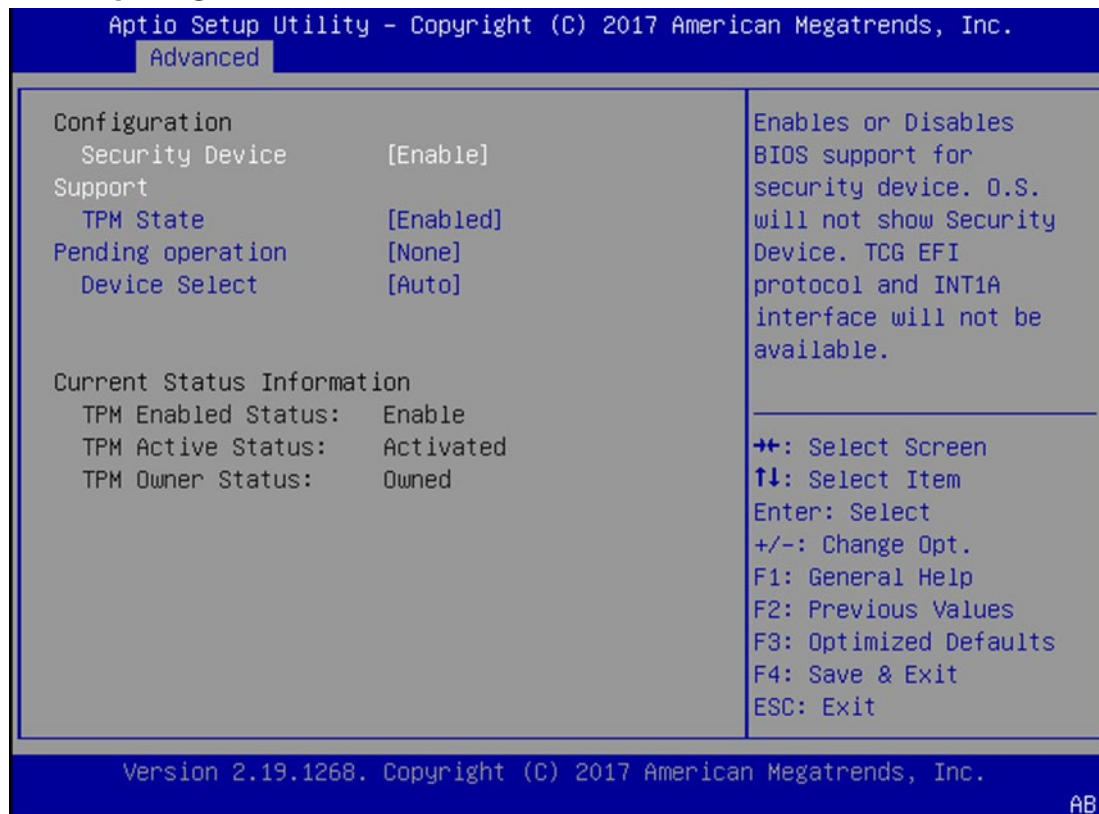 Aptio Setup Utility – Copyright (C) 2017 American Megatrends, Inc.
Advanced
Configuration
Security Device [Enable]
Support
TPM State [Enabled]
Pending operation [None]
Device Select [Auto]
Current Status Information
TPM Enabled Status: Enable
TPM Active Status: Activated
TPM Owner Status: Owned
Enables or Disables
BIOS support for
security device. O.S.
will not show Security
Device. TCG EFI
protocol and INT1A
interface will not be
available.
→←: Select Screen
↑↓: Select Item
Enter: Select
+/-: Change Opt.
F1: General Help
F2: Previous Values
F3: Optimized Defaults
F4: Save & Exit
ESC: Exit
Version 2.19.1268. Copyright (C) 2017 American Megatrends, Inc.
AB